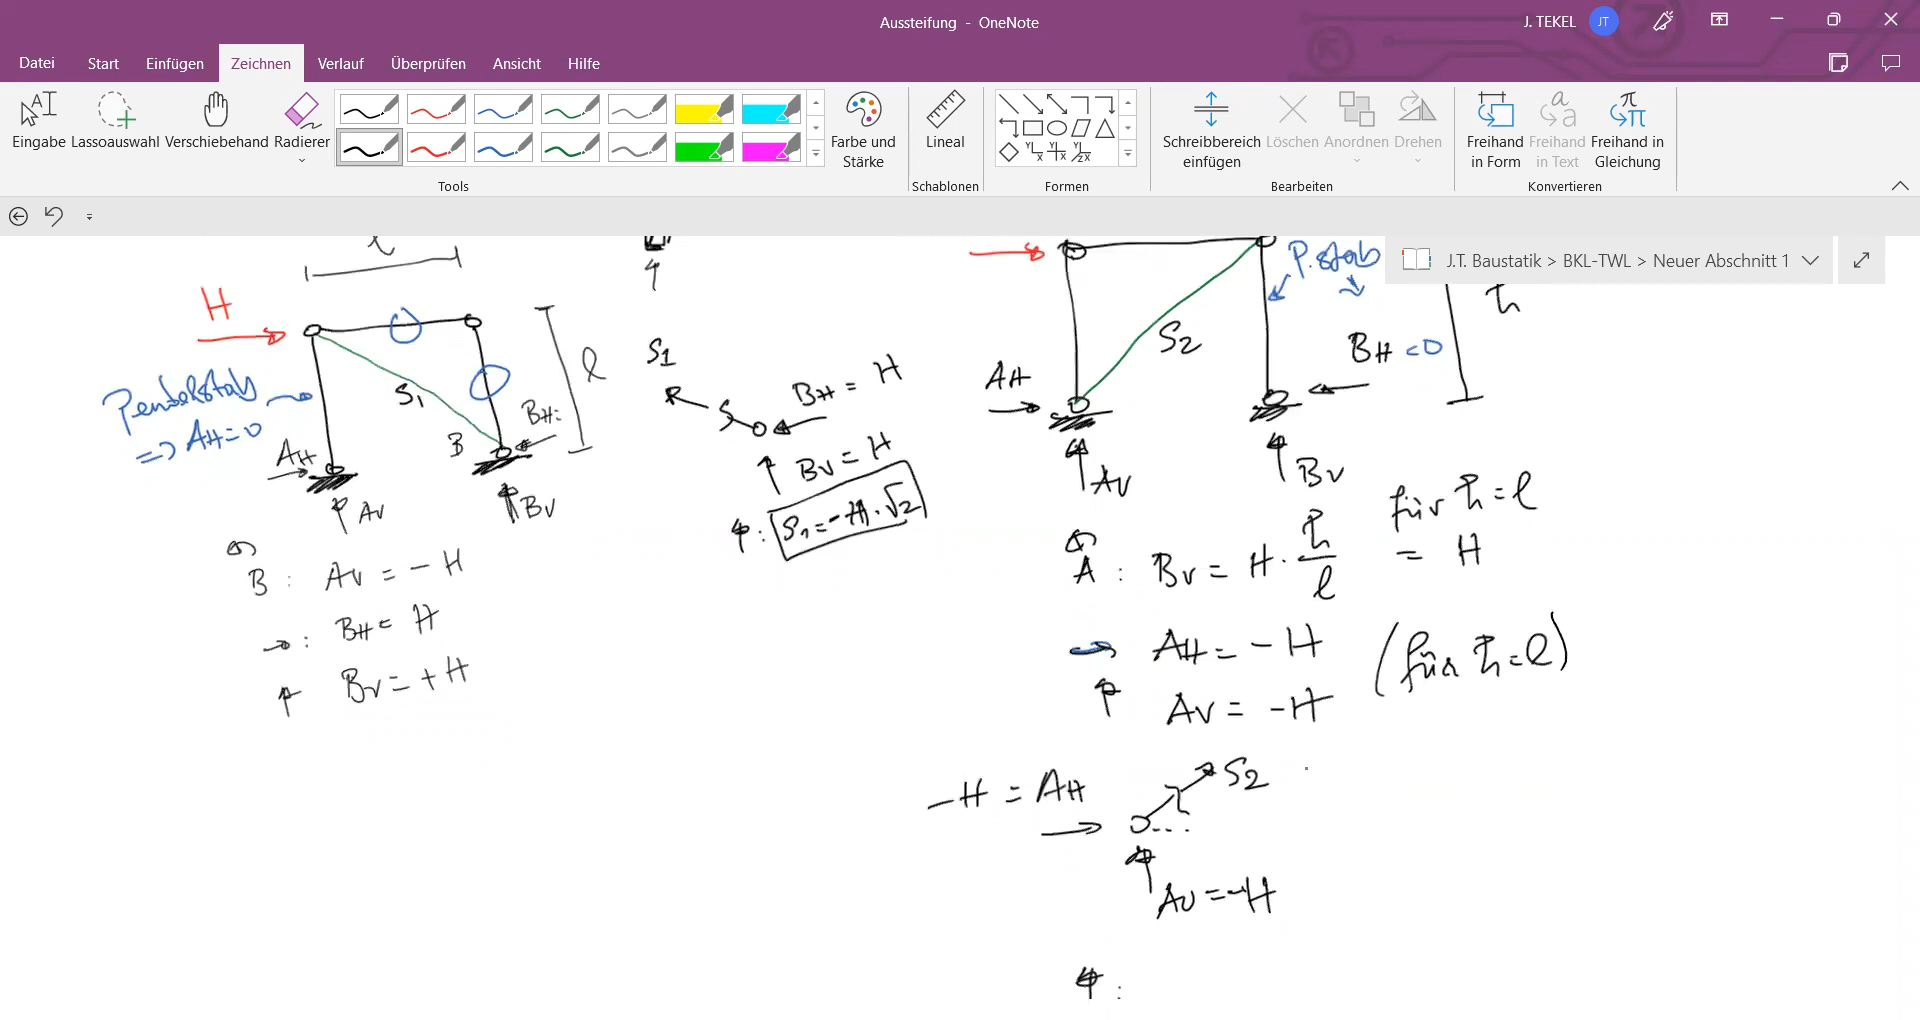 Aussteifung - OneNote
J. TEKEL
JT
Datei
Start
Einfügen
Zeichnen
Verlauf
Überprüfen
Ansicht
Hilfe
Eingabe
Lassoauswahl
Verschiebehand
Radierer
Farbe und
Stärke
Lineal
Schreibbereich
einfügen
Löschen
Anordnen
Drehen
Freihand
in Form
Freihand
in Text
Freihand in
Gleichung
Tools
Schablonen
Formen
Bearbeiten
Konvertieren
J.T. Baustatik > BKL-TWL > Neuer Abschnitt 1
l
H
l
Pendelstab
=> AH=0
S1
B
BH=
AH
AV
BV
B : AV = -H
→ : BH = H
↑ BV = +H
S1
S
BH = H
BV = H
↑ : S1 = -H · √2
P.stab
h
S2
AH
BH =0
AV
BV
A : BV = H · h/l
für h = l
= H
→ AH = -H
(für h = l)
↑ AV = -H
-H = AH
→
S2
AV = -H
↑ :